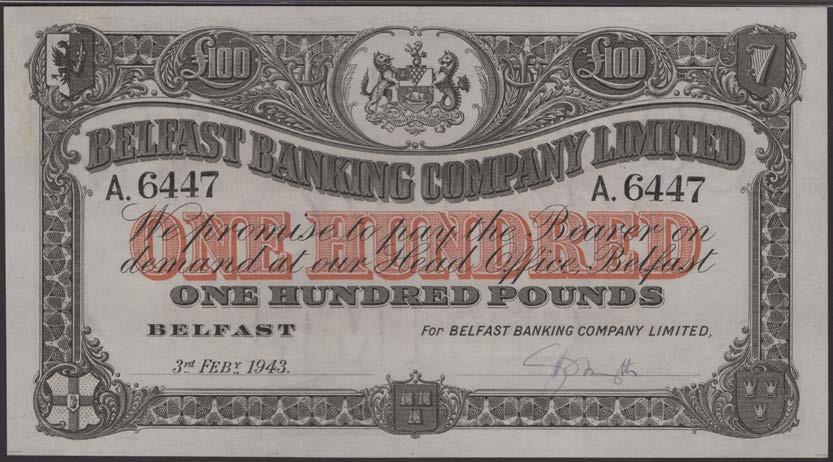 £100 £100
BELFAST BANKING COMPANY LIMITED
A. 6447 A. 6447
ONE HUNDRED
We promise to pay the Bearer on
demand at our Head Office, Belfast
ONE HUNDRED POUNDS
BELFAST For BELFAST BANKING COMPANY LIMITED,
3rd FEBY 1943.